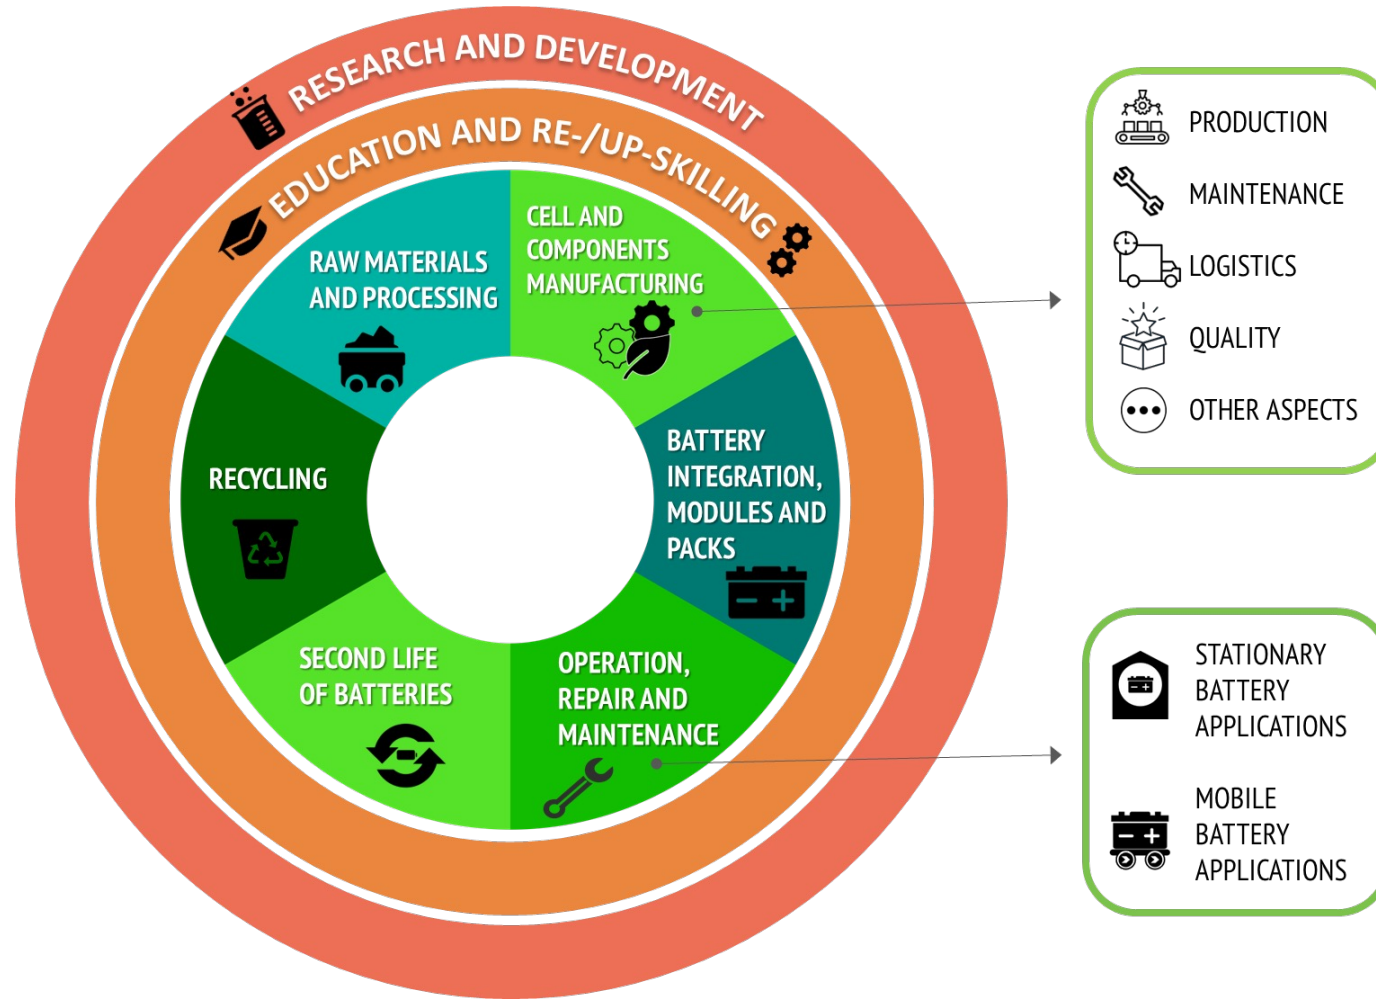 RESEARCH AND DEVELOPMENT
EDUCATION AND RE-/UP-SKILLING
RAW MATERIALS
AND PROCESSING
CELL AND
COMPONENTS
MANUFACTURING
BATTERY
INTEGRATION,
MODULES AND
PACKS
OPERATION,
REPAIR AND
MAINTENANCE
SECOND LIFE
OF BATTERIES
RECYCLING
PRODUCTION
MAINTENANCE
LOGISTICS
QUALITY
OTHER ASPECTS
STATIONARY
BATTERY
APPLICATIONS
MOBILE
BATTERY
APPLICATIONS